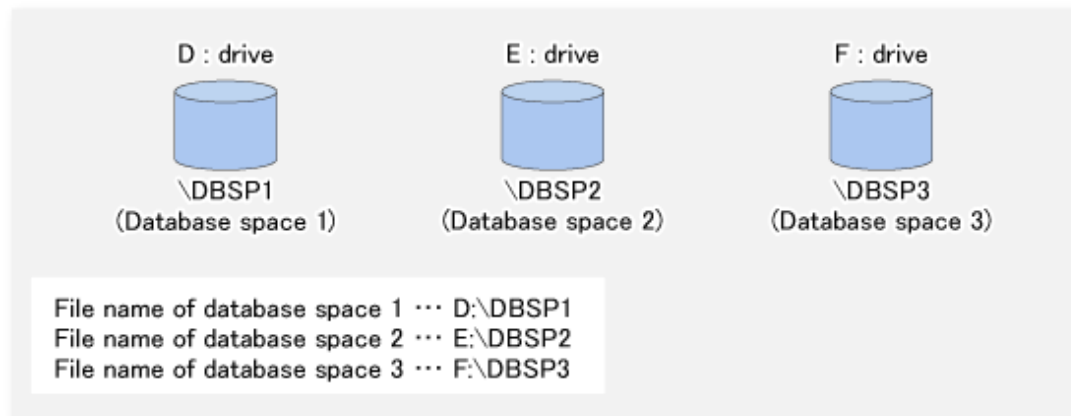 D : drive
E : drive
F : drive
\DBSP1
(Database space 1)
\DBSP2
(Database space 2)
\DBSP3
(Database space 3)
File name of database space 1 ··· D:\DBSP1
File name of database space 2 ··· E:\DBSP2
File name of database space 3 ··· F:\DBSP3